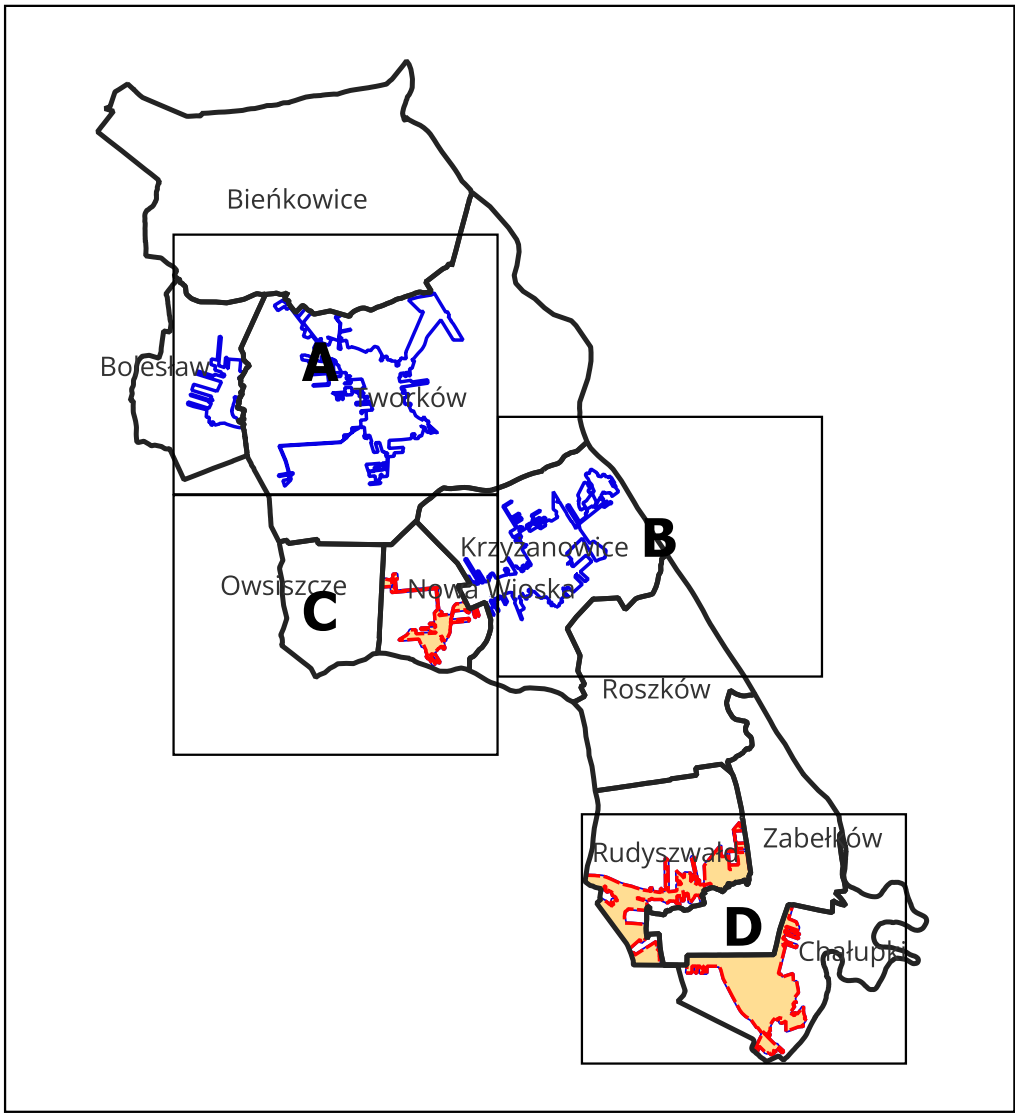 Bieńkowice
A
Bolesław
Tworków
B
Krzyżanowice
Owsiszcze
Nowa Wioska
C
Roszków
Zabełków
Rudyszwałd
D
Chałupki